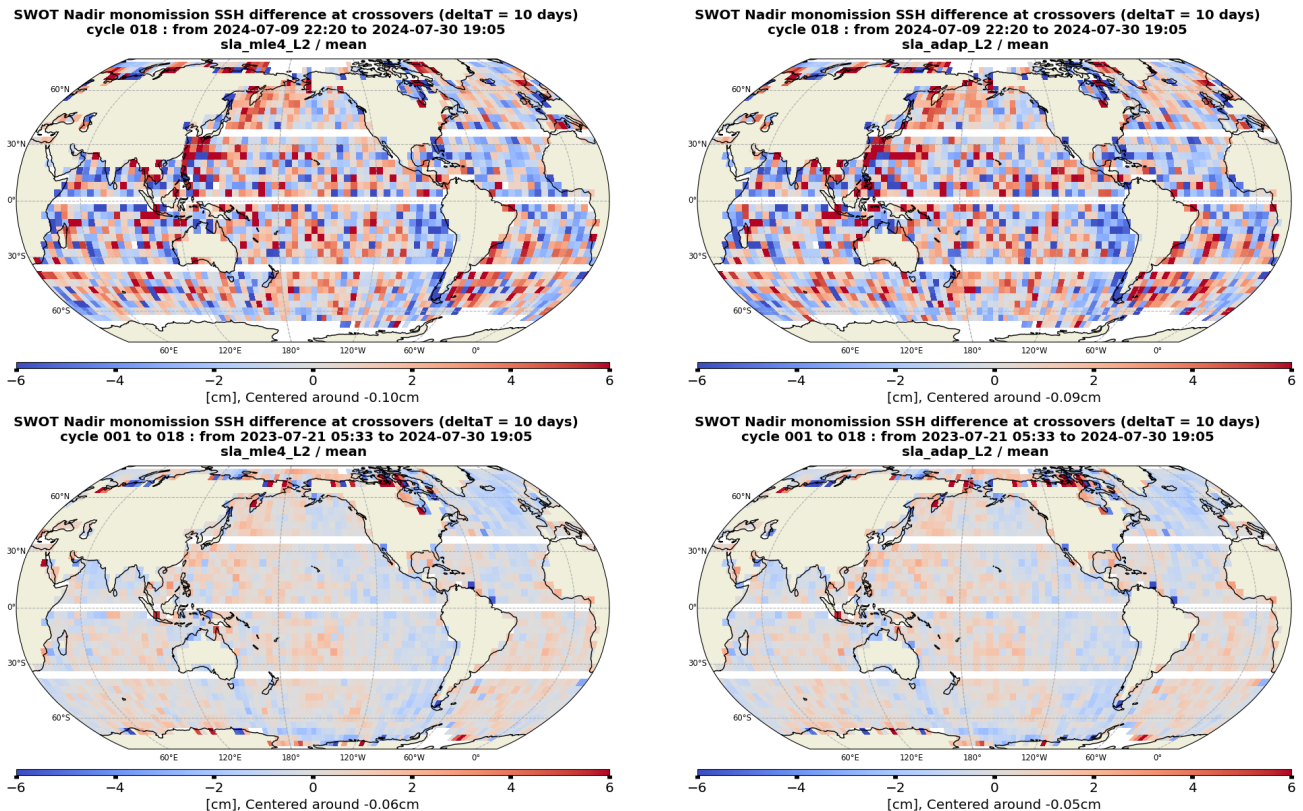 SWOT Nadir monomission SSH difference at crossovers (deltaT = 10 days)
cycle 018 : from 2024-07-09 22:20 to 2024-07-30 19:05
sla_mle4_L2 / mean
60°N
30°N
0°
30°S
60°S
60°E 120°E 180° 120°W 60°W 0°
−6 −4 −2 0 2 4 6
[cm], Centered around -0.10cm
SWOT Nadir monomission SSH difference at crossovers (deltaT = 10 days)
cycle 018 : from 2024-07-09 22:20 to 2024-07-30 19:05
sla_adap_L2 / mean
60°N
30°N
0°
30°S
60°S
60°E 120°E 180° 120°W 60°W 0°
−6 −4 −2 0 2 4 6
[cm], Centered around -0.09cm
SWOT Nadir monomission SSH difference at crossovers (deltaT = 10 days)
cycle 001 to 018 : from 2023-07-21 05:33 to 2024-07-30 19:05
sla_mle4_L2 / mean
60°N
30°N
0°
30°S
60°S
60°E 120°E 180° 120°W 60°W 0°
−6 −4 −2 0 2 4 6
[cm], Centered around -0.06cm
SWOT Nadir monomission SSH difference at crossovers (deltaT = 10 days)
cycle 001 to 018 : from 2023-07-21 05:33 to 2024-07-30 19:05
sla_adap_L2 / mean
60°N
30°N
0°
30°S
60°S
60°E 120°E 180° 120°W 60°W 0°
−6 −4 −2 0 2 4 6
[cm], Centered around -0.05cm